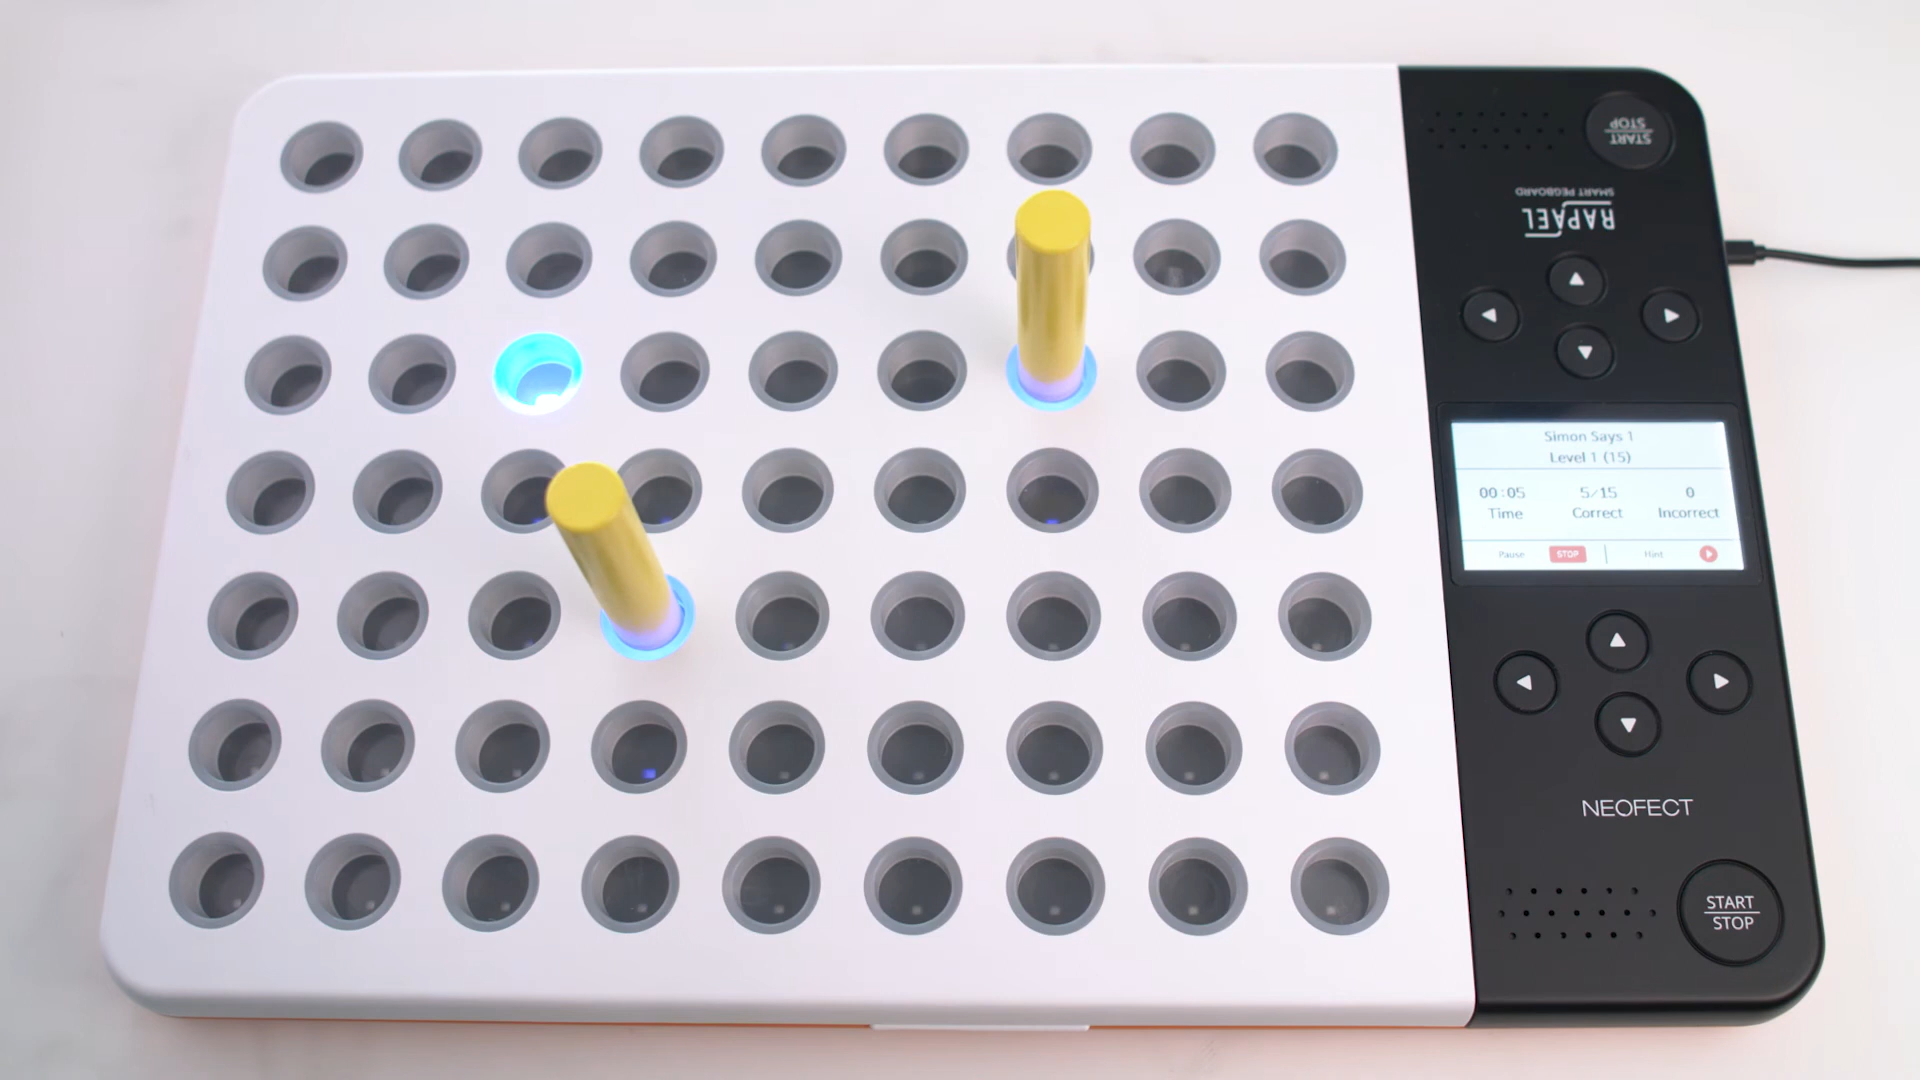 START
STOP
RAPAEL
SMART PEGBOARD
Simon Says 1
Level 1 (15)
00:05 5/15 0
Time Correct Incorrect
Pause STOP Hint
NEOFECT
START
STOP